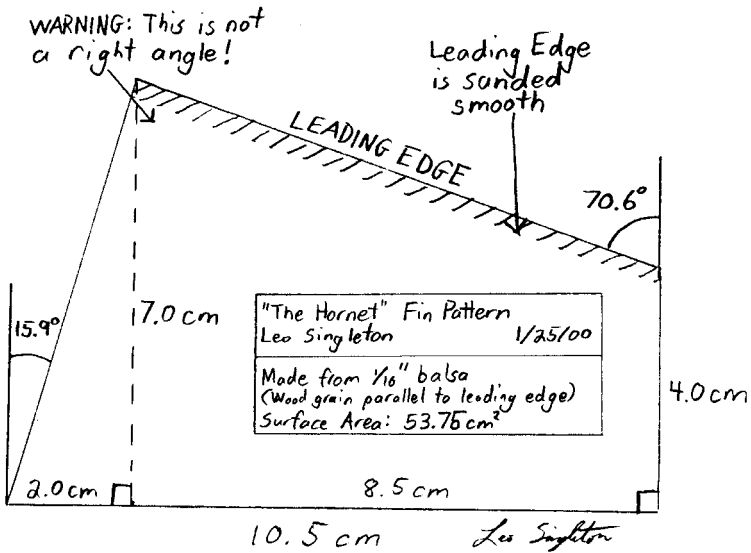 WARNING: This is not
a right angle!
Leading Edge
is sanded
smooth
LEADING EDGE
70.6°
15.9°
7.0 cm
"The Hornet" Fin Pattern
Leo Singleton 1/25/00
Made from 1/16" balsa
(Wood grain parallel to leading edge)
Surface Area: 53.75cm²
4.0 cm
2.0 cm
8.5 cm
10.5 cm
Leo Singleton